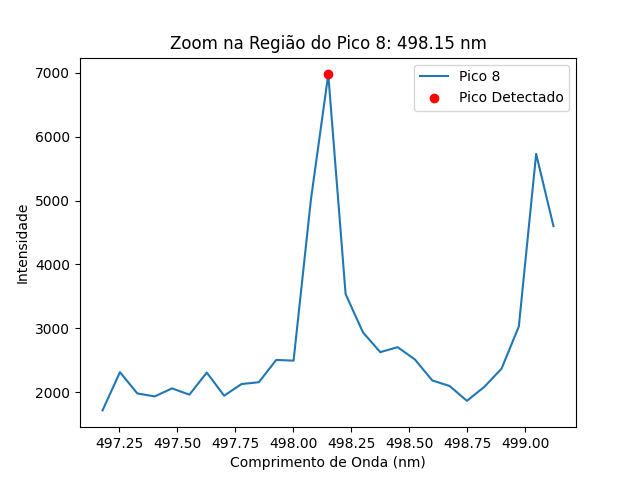 Zoom na Região do Pico 8: 498.15 nm
Pico 8
Pico Detectado
Intensidade
7000
6000
5000
4000
3000
2000
497.25 497.50 497.75 498.00 498.25 498.50 498.75 499.00
Comprimento de Onda (nm)